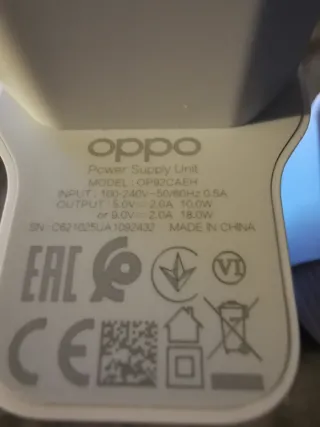 oppo
Power Supply Unit
MODEL : OP92CAEH
INPUT : 100-240V~50/60Hz 0.5A
OUTPUT : 5.0V⎓2.0A 10.0W
or 9.0V⎓2.0A 18.0W
SN : C621025UA1092432 MADE IN CHINA
EAC VI
CE